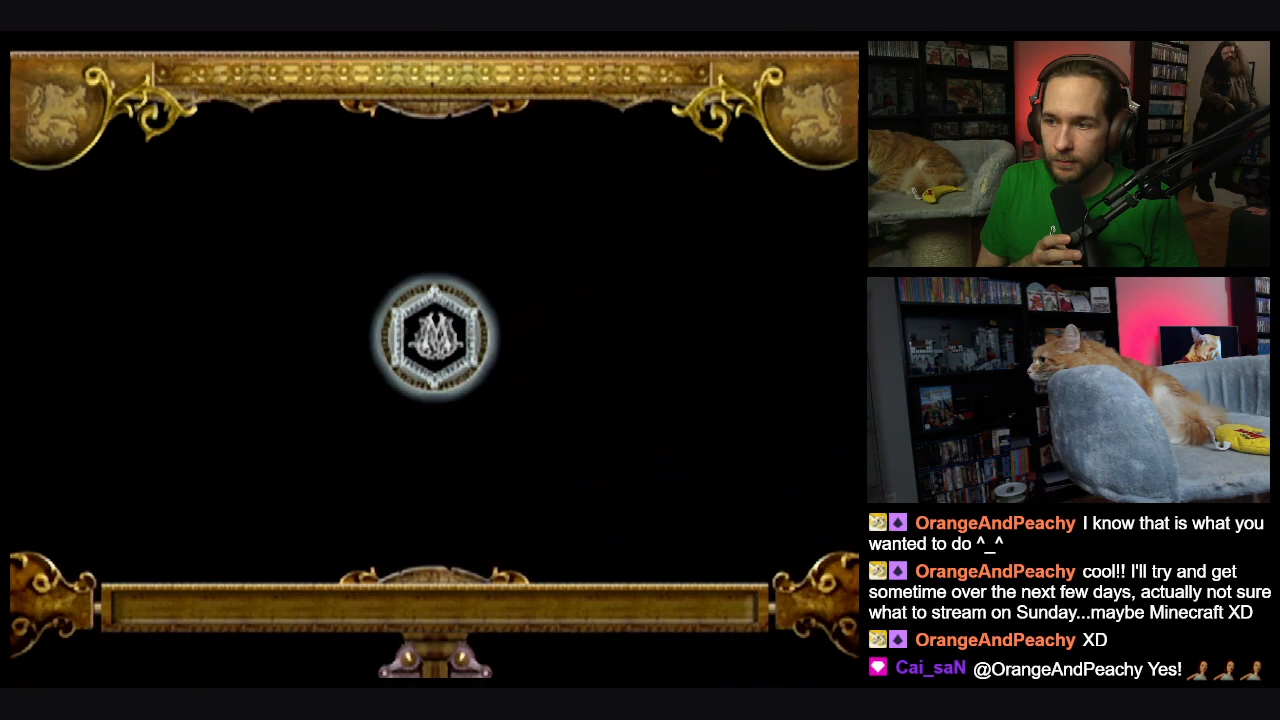 OrangeAndPeachy I know that is what you
wanted to do ^_^
OrangeAndPeachy cool!! I'll try and get
sometime over the next few days, actually not sure
what to stream on Sunday...maybe Minecraft XD
OrangeAndPeachy XD
Cai_saN @OrangeAndPeachy Yes!